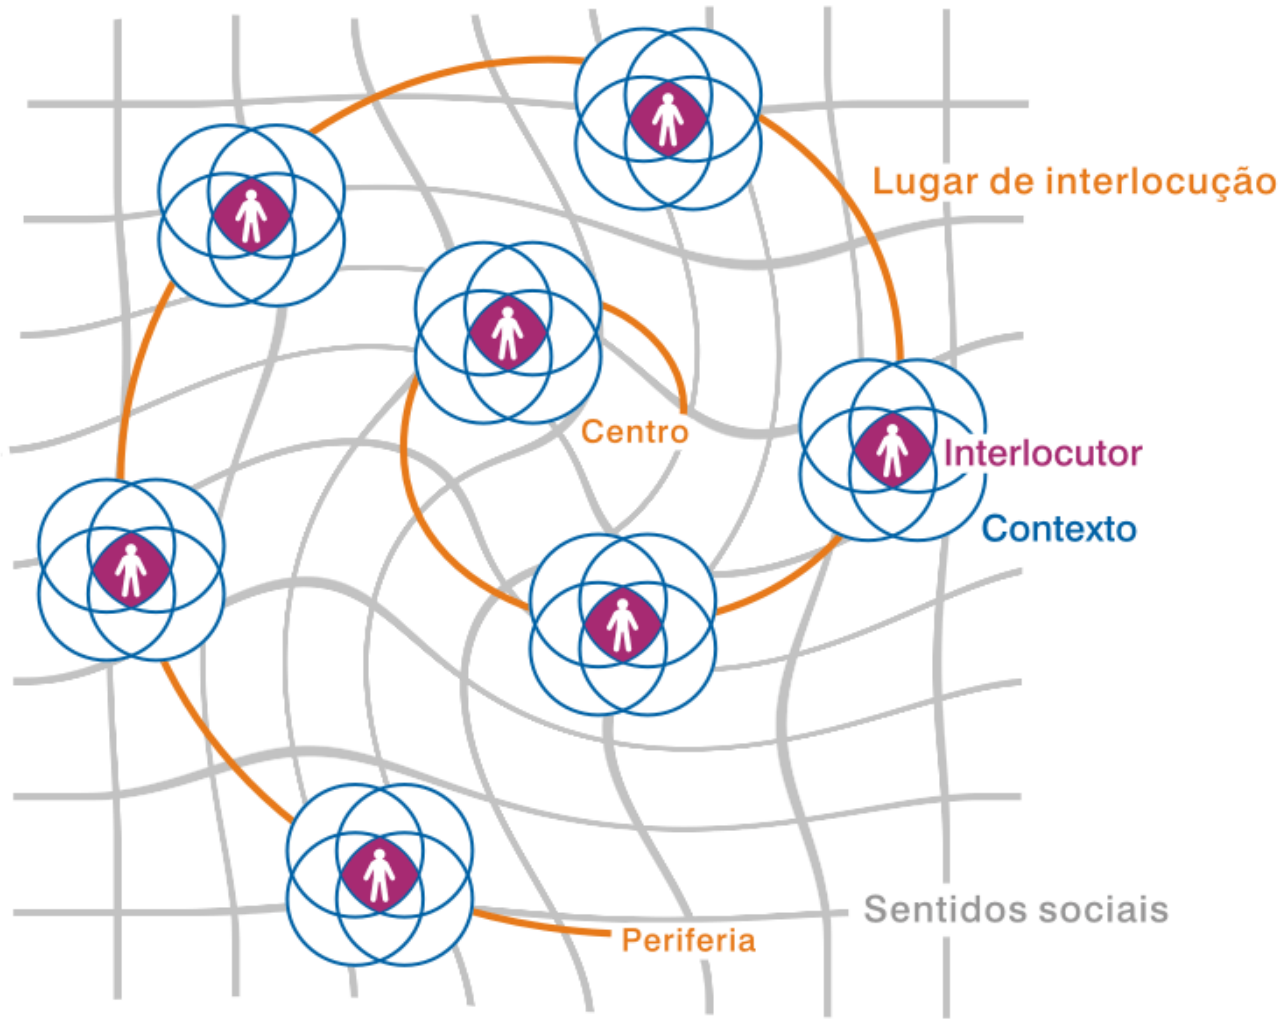 Lugar de interlocução
Centro
Interlocutor
Contexto
Sentidos sociais
Periferia